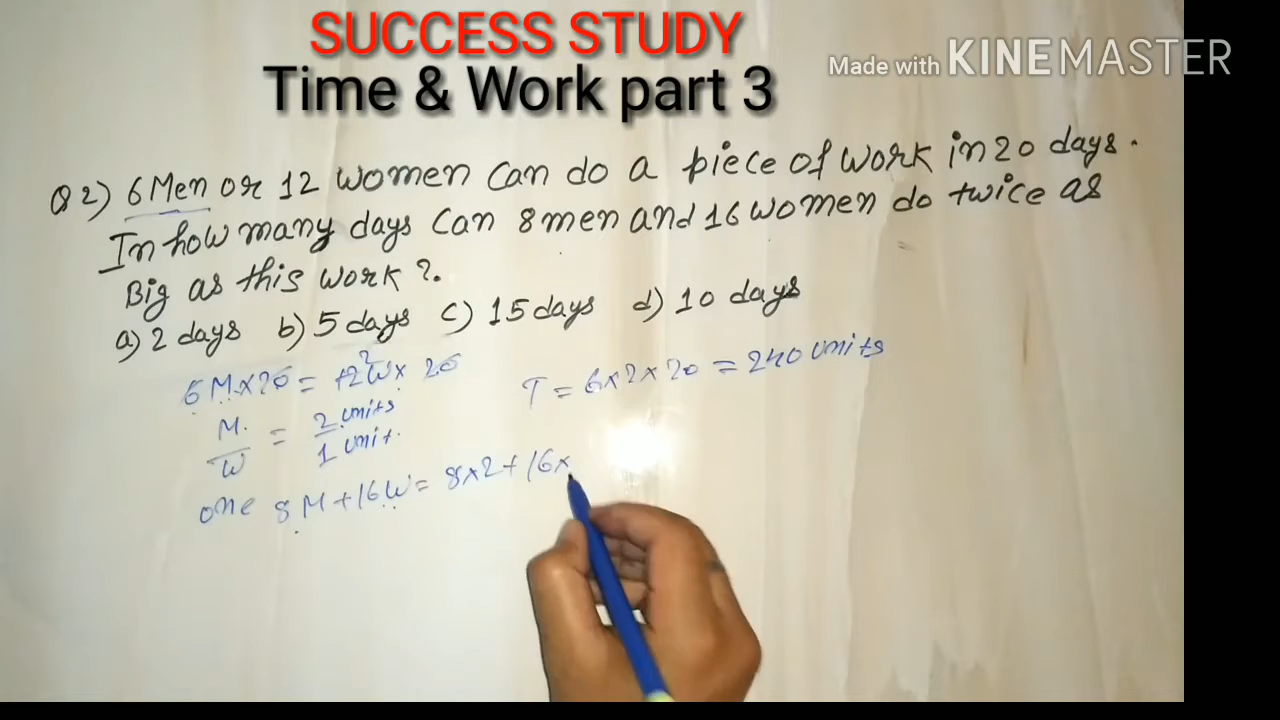 SUCCESS STUDY
Made with KINEMASTER
Time & Work part 3
Q 2) 6 Men or 12 women can do a piece of work in 20 days.
In how many days can 8 men and 16 women do twice as
Big as this work ?.
a) 2 days b) 5 days c) 15 days d) 10 days
6 M × 20 = 12 W × 20
2
T = 6×2×20 = 240 units
M. / W = 2 units / 1 unit.
one 8 M + 16 W = 8×2 + 16×